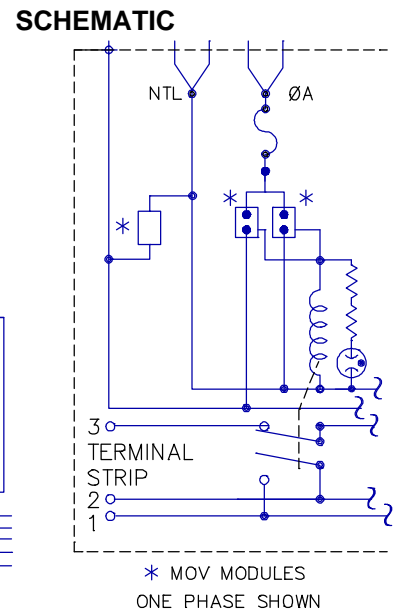 SCHEMATIC
NTL
ØA
*
* *
3
TERMINAL
STRIP
2
1
* MOV MODULES
ONE PHASE SHOWN